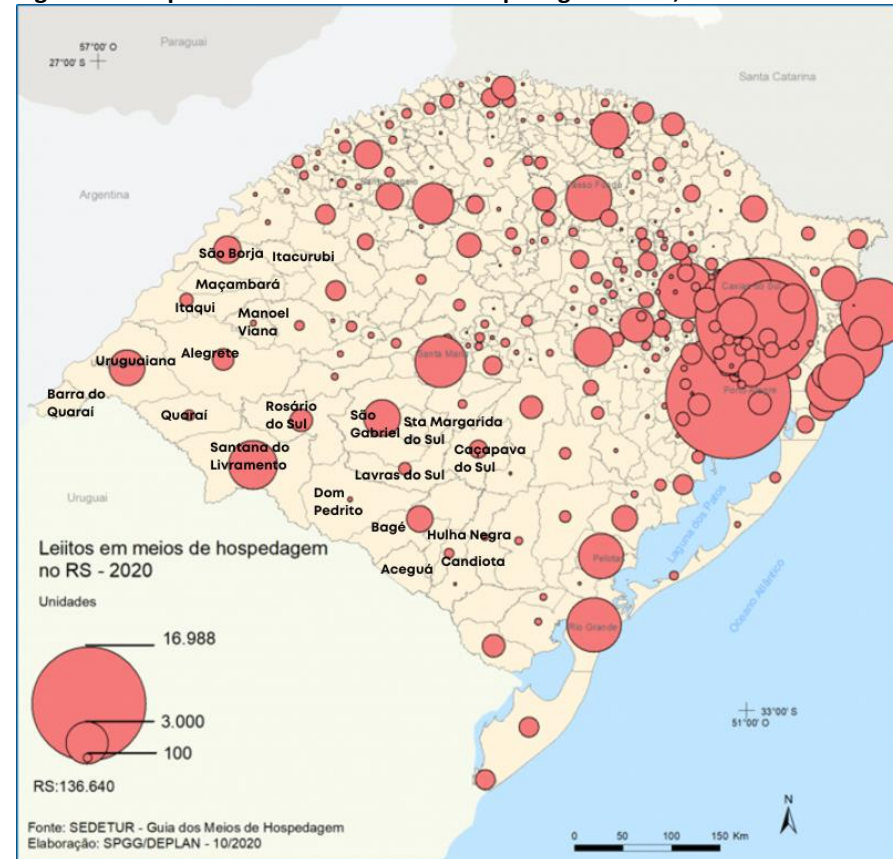 57°00' O
27°00' S
Paraguai
Santa Catarina
Argentina
Santo Ângelo
Passo Fundo
São Borja
Itacurubi
Maçambará
Itaqui
Manoel
Viana
Caxias do Sul
Uruguaiana
Alegrete
Santa Maria
Barra do
Quaraí
Quaraí
Rosário
do Sul
São
Gabriel
Sta Margarida
do Sul
Porto Alegre
Santana do
Livramento
Caçapava
do Sul
Lavras do Sul
Uruguai
Dom
Pedrito
Bagé
Hulha Negra
Aceguá
Candiota
Pelotas
Rio Grande
Laguna dos Patos
Oceano Atlântico
Leiitos em meios de hospedagem
no RS - 2020
Unidades
16.988
3.000
100
RS:136.640
33°00' S
51°00' O
Fonte: SEDETUR - Guia dos Meios de Hospedagem
Elaboração: SPGG/DEPLAN - 10/2020
N
0 50 100 150 Km